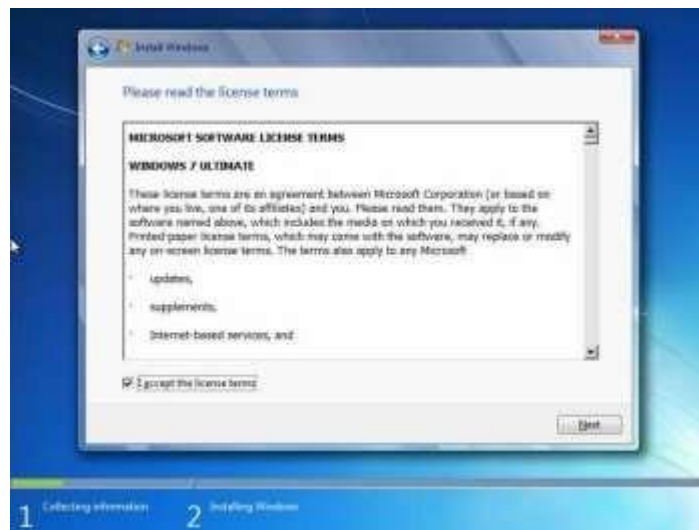 Install Windows
Please read the license terms
MICROSOFT SOFTWARE LICENSE TERMS
WINDOWS 7 ULTIMATE
These license terms are an agreement between Microsoft Corporation (or based on
where you live, one of its affiliates) and you. Please read them. They apply to the
software named above, which includes the media on which you received it, if any.
Printed paper license terms, which may come with the software, may replace or modify
any on-screen license terms. The terms also apply to any Microsoft
· updates,
· supplements,
· Internet-based services, and
I accept the license terms
Next
1 Collecting information
2 Installing Windows